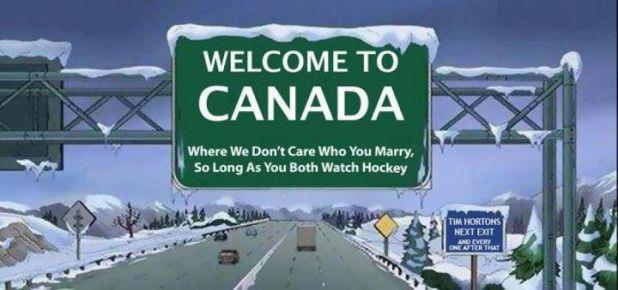 WELCOME TO
CANADA
Where We Don't Care Who You Marry,
So Long As You Both Watch Hockey
TIM HORTONS
NEXT EXIT
AND EVERY
ONE AFTER THAT